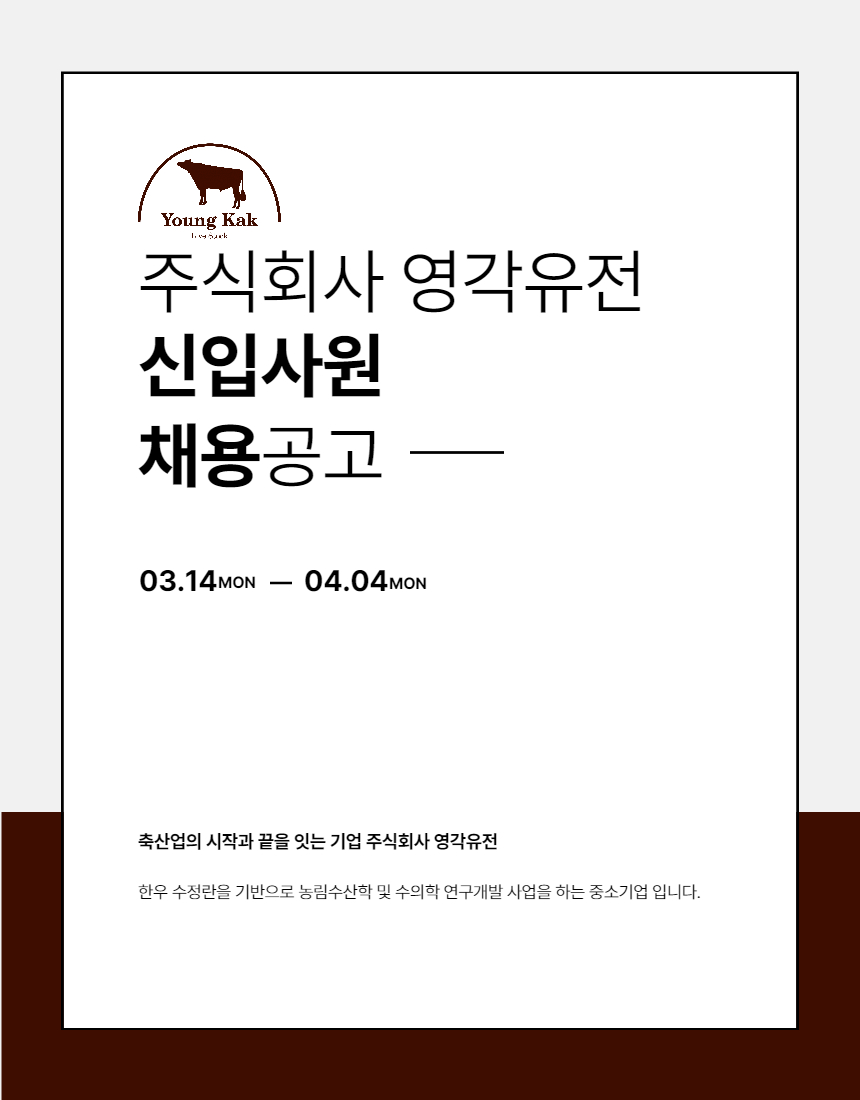 Young Kak
주식회사 영각유전
신입사원
채용공고
03.14MON — 04.04MON
축산업의 시작과 끝을 잇는 기업 주식회사 영각유전
한우 수정란을 기반으로 농림수산학 및 수의학 연구개발 사업을 하는 중소기업 입니다.